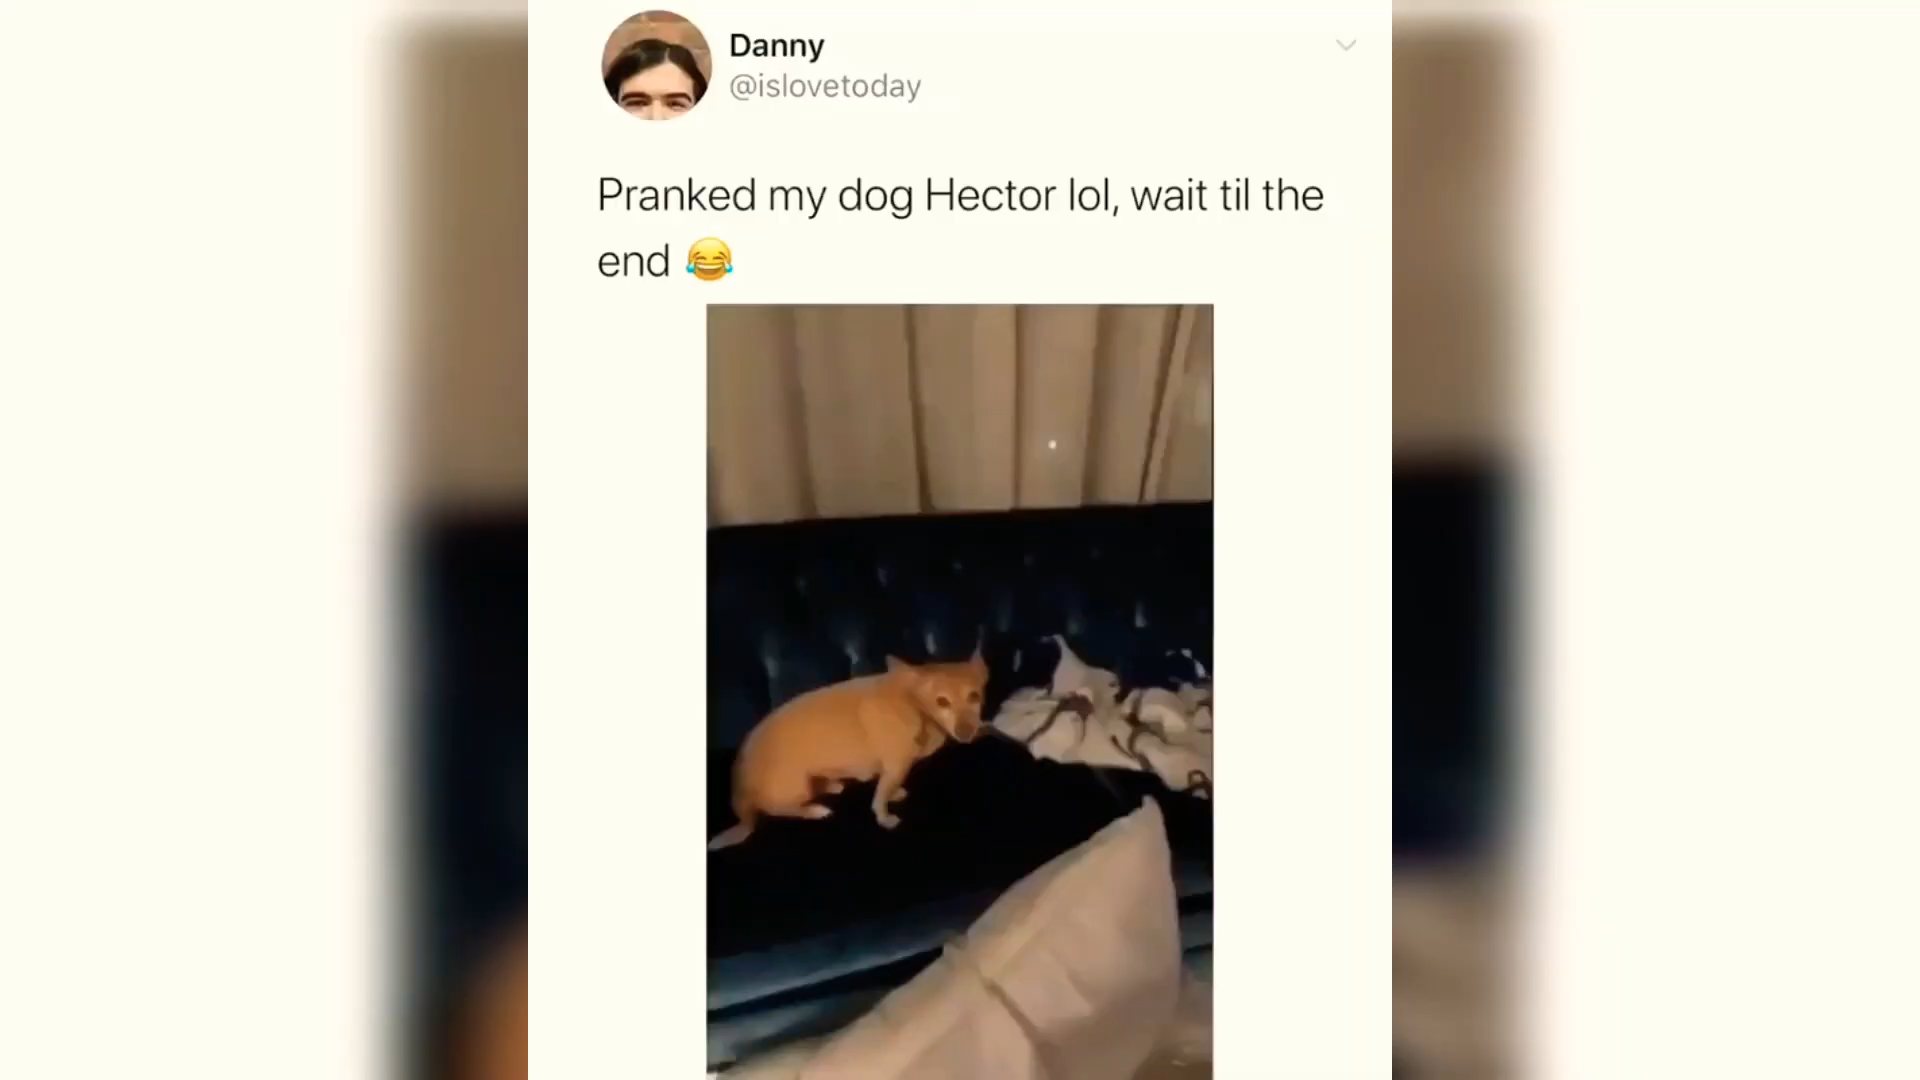 Danny
@islovetoday
Pranked my dog Hector lol, wait til the
end 😂